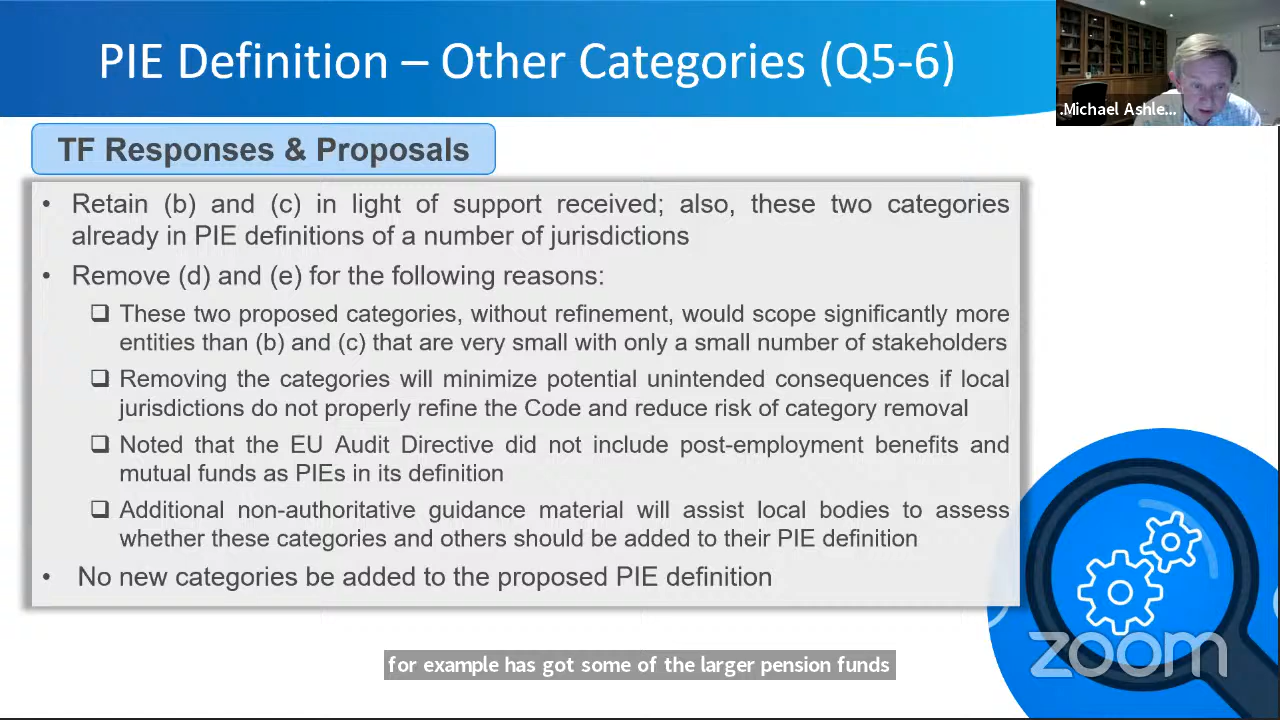 PIE Definition – Other Categories (Q5-6)
.Michael Ashle...
TF Responses & Proposals
• Retain (b) and (c) in light of support received; also, these two categories
already in PIE definitions of a number of jurisdictions
• Remove (d) and (e) for the following reasons:
❑ These two proposed categories, without refinement, would scope significantly more
entities than (b) and (c) that are very small with only a small number of stakeholders
❑ Removing the categories will minimize potential unintended consequences if local
jurisdictions do not properly refine the Code and reduce risk of category removal
❑ Noted that the EU Audit Directive did not include post-employment benefits and
mutual funds as PIEs in its definition
❑ Additional non-authoritative guidance material will assist local bodies to assess
whether these categories and others should be added to their PIE definition
• No new categories be added to the proposed PIE definition
zoom
for example has got some of the larger pension funds